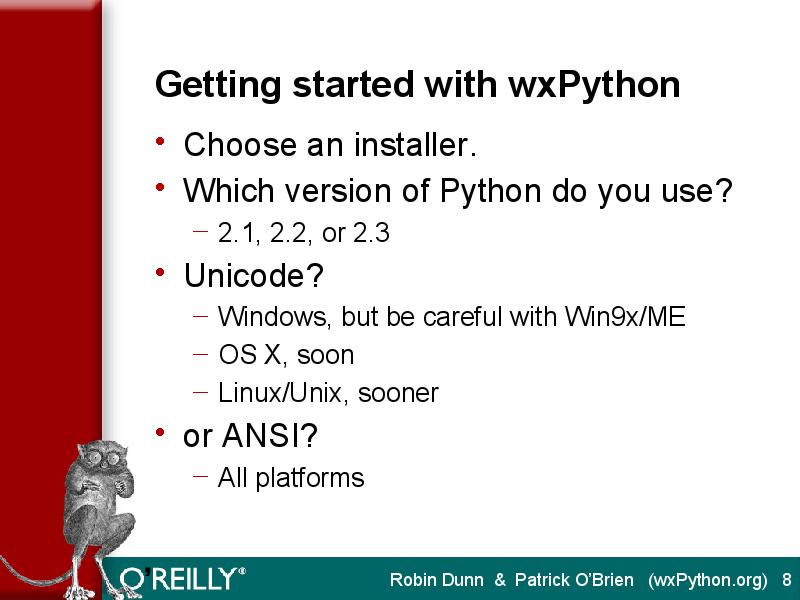 Getting started with wxPython
• Choose an installer.
• Which version of Python do you use?
– 2.1, 2.2, or 2.3
• Unicode?
– Windows, but be careful with Win9x/ME
– OS X, soon
– Linux/Unix, sooner
• or ANSI?
– All platforms
O'REILLY®
Robin Dunn & Patrick O'Brien (wxPython.org) 8